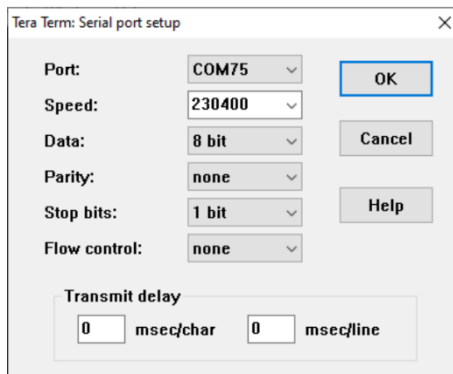 Tera Term: Serial port setup
Port: COM75 OK
Speed: 230400
Data: 8 bit Cancel
Parity: none
Stop bits: 1 bit Help
Flow control: none
Transmit delay
0 msec/char 0 msec/line